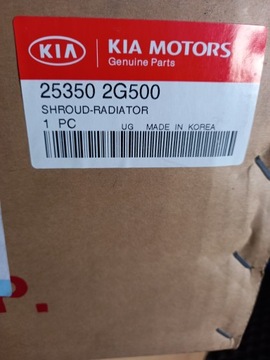 KIA KIA MOTORS
Genuine Parts
25350 2G500
SHROUD-RADIATOR
1 PC UG MADE IN KOREA
P.